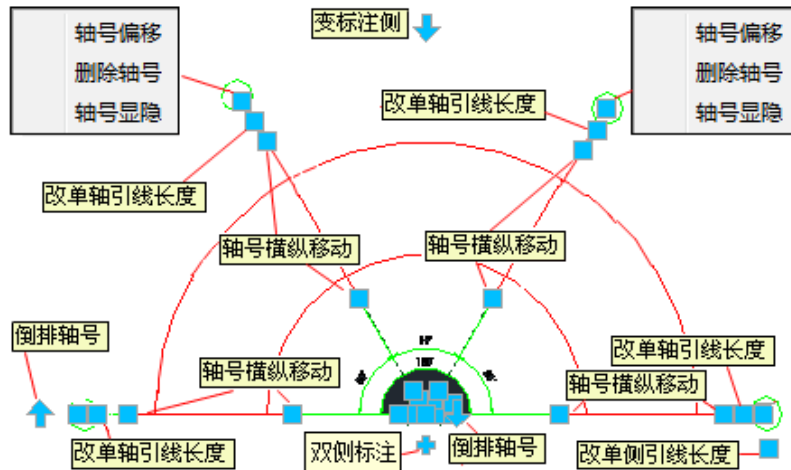 轴号偏移
删除轴号
轴号显隐
变标注侧
轴号偏移
删除轴号
轴号显隐
改单轴引线长度
改单轴引线长度
轴号横纵移动
轴号横纵移动
倒排轴号
轴号横纵移动
改单轴引线长度
轴号横纵移动
改单轴引线长度
双侧标注
倒排轴号
改单侧引线长度